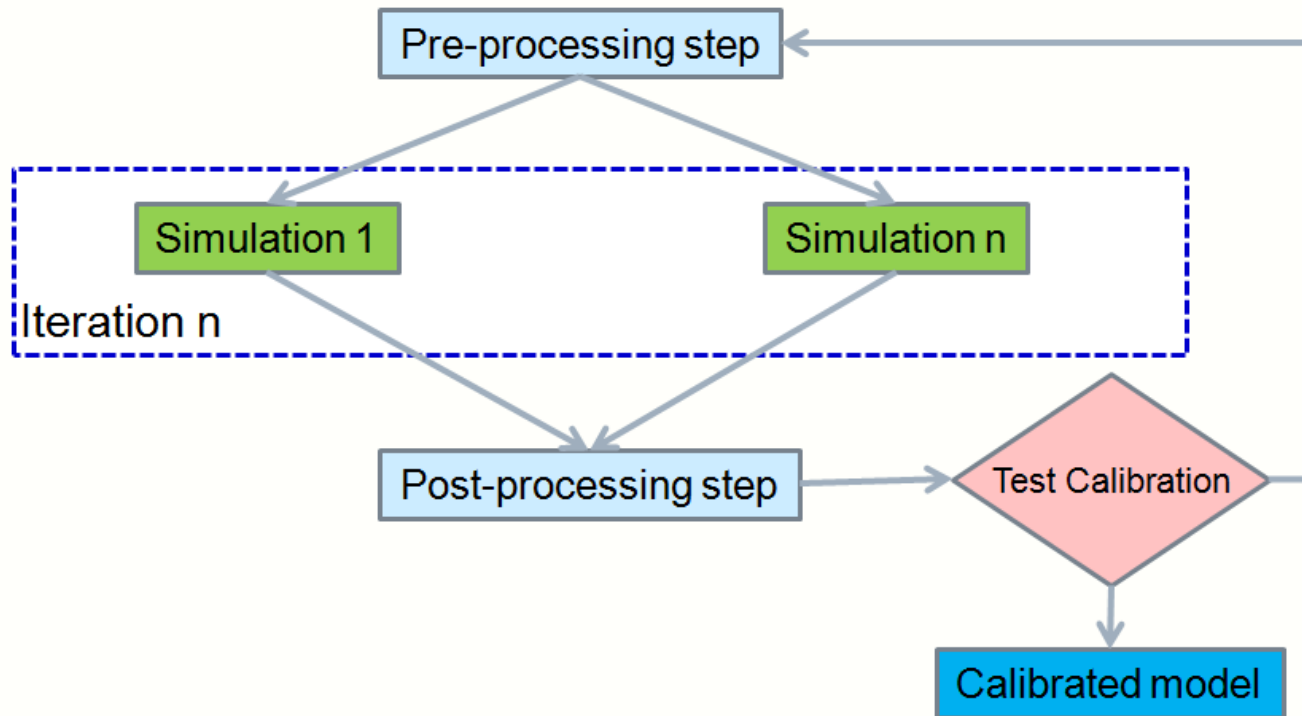 Pre-processing step
Simulation 1
Simulation n
Iteration n
Post-processing step
Test Calibration
Calibrated model